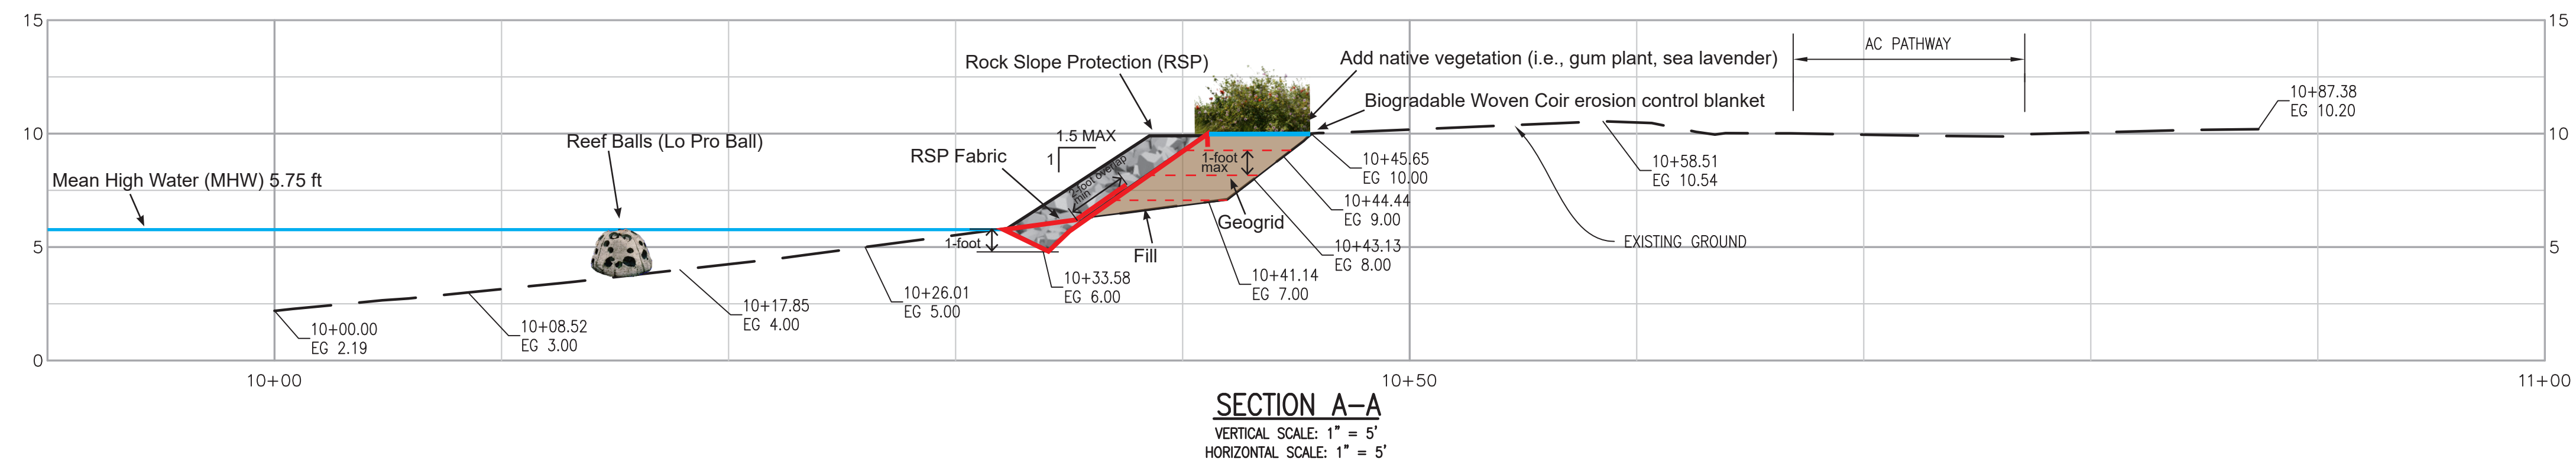 15
15
AC PATHWAY
Rock Slope Protection (RSP)
Add native vegetation (i.e., gum plant, sea lavender)
10+87.38
EG 10.20
Biogradable Woven Coir erosion control blanket
10
10
1.5 MAX
1
Reef Balls (Lo Pro Ball)
RSP Fabric
2-foot overlap
min
1-foot
max
10+45.65
EG 10.00
10+58.51
EG 10.54
Mean High Water (MHW) 5.75 ft
10+44.44
EG 9.00
Geogrid
1-foot
Fill
10+43.13
EG 8.00
EXISTING GROUND
5
5
10+33.58
EG 6.00
10+41.14
EG 7.00
10+26.01
EG 5.00
10+17.85
EG 4.00
10+08.52
EG 3.00
10+00.00
EG 2.19
0
0
10+00
10+50
11+00
SECTION A-A
VERTICAL SCALE: 1" = 5'
HORIZONTAL SCALE: 1" = 5'